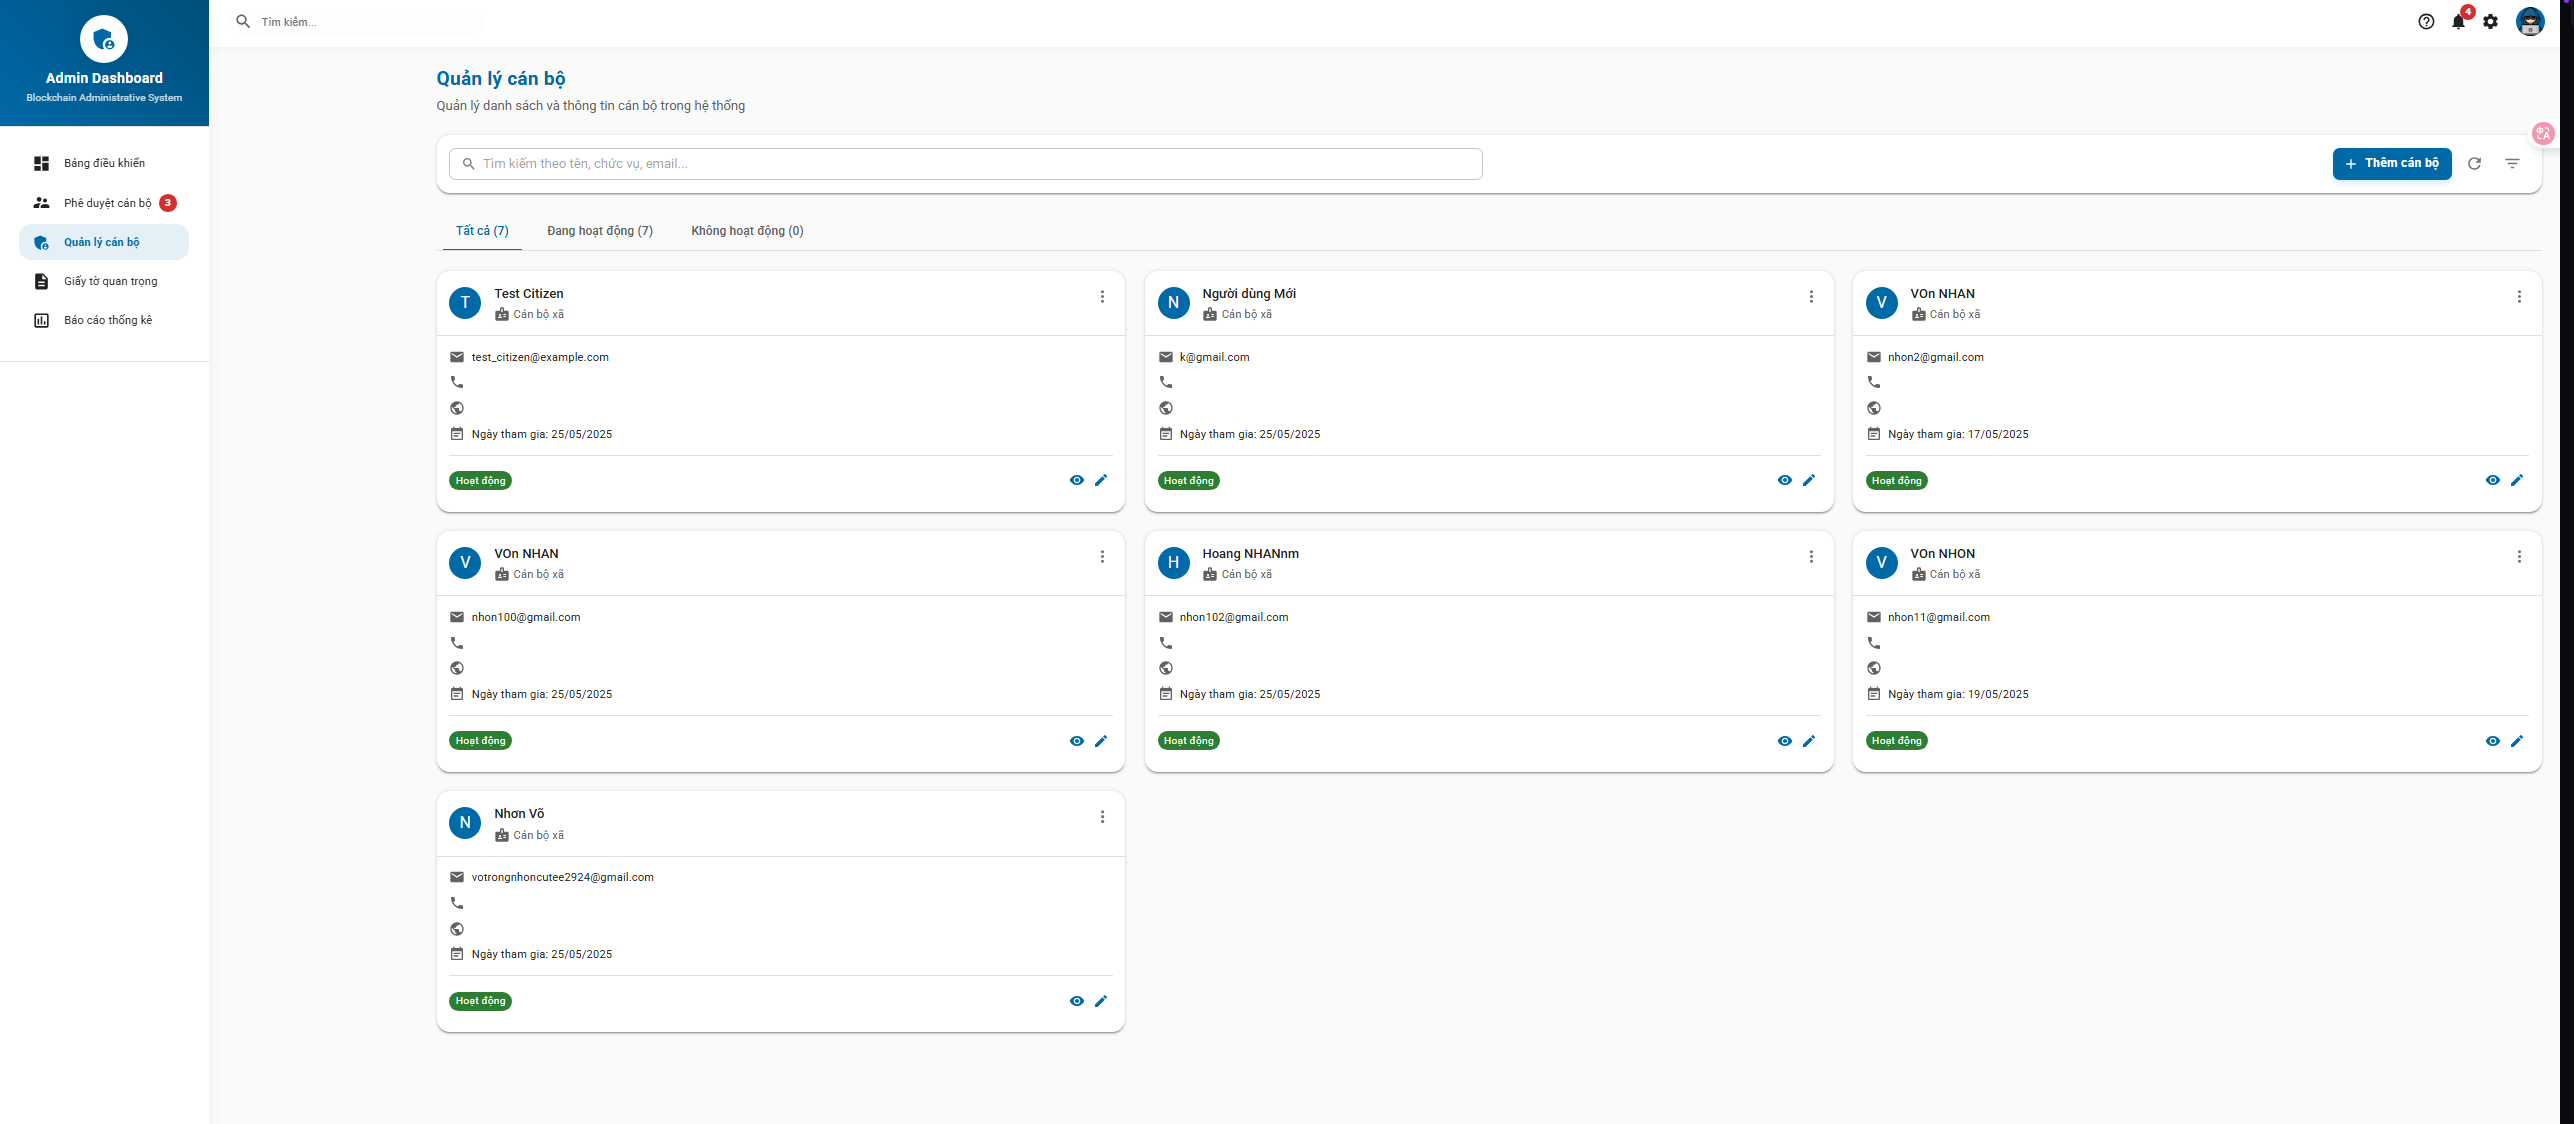 Admin Dashboard
Blockchain Administrative System
Bảng điều khiển
Phê duyệt cán bộ 3
Quản lý cán bộ
Giấy tờ quan trọng
Báo cáo thống kê
Tìm kiếm...
4
Quản lý cán bộ
Quản lý danh sách và thông tin cán bộ trong hệ thống
Tìm kiếm theo tên, chức vụ, email...
+ Thêm cán bộ
Tất cả (7)
Đang hoạt động (7)
Không hoạt động (0)
T
Test Citizen
Cán bộ xã
test_citizen@example.com
Ngày tham gia: 25/05/2025
Hoạt động
N
Người dùng Mới
Cán bộ xã
k@gmail.com
Ngày tham gia: 25/05/2025
Hoạt động
V
VOn NHAN
Cán bộ xã
nhon2@gmail.com
Ngày tham gia: 17/05/2025
Hoạt động
V
VOn NHAN
Cán bộ xã
nhon100@gmail.com
Ngày tham gia: 25/05/2025
Hoạt động
H
Hoang NHANnm
Cán bộ xã
nhon102@gmail.com
Ngày tham gia: 25/05/2025
Hoạt động
V
VOn NHON
Cán bộ xã
nhon11@gmail.com
Ngày tham gia: 19/05/2025
Hoạt động
N
Nhơn Võ
Cán bộ xã
votrongnhoncutee2924@gmail.com
Ngày tham gia: 25/05/2025
Hoạt động